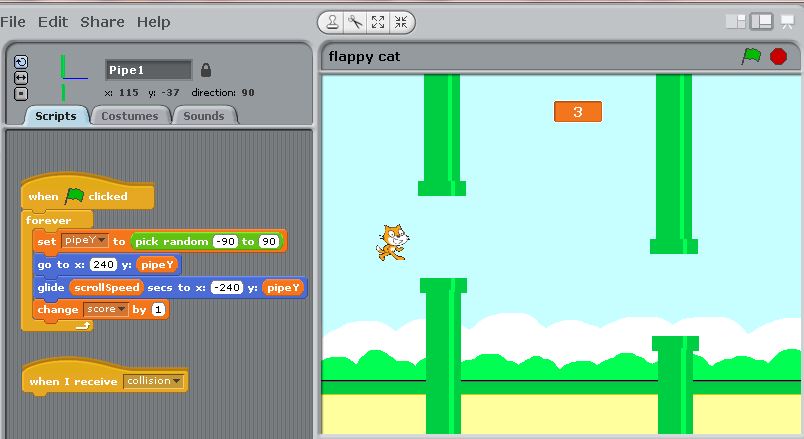 File Edit Share Help
Pipe1
x: 115 y: -37 direction: 90
Scripts Costumes Sounds
when clicked
forever
set pipeY to pick random -90 to 90
go to x: 240 y: pipeY
glide scrollSpeed secs to x: -240 y: pipeY
change score by 1
when I receive collision
flappy cat
3